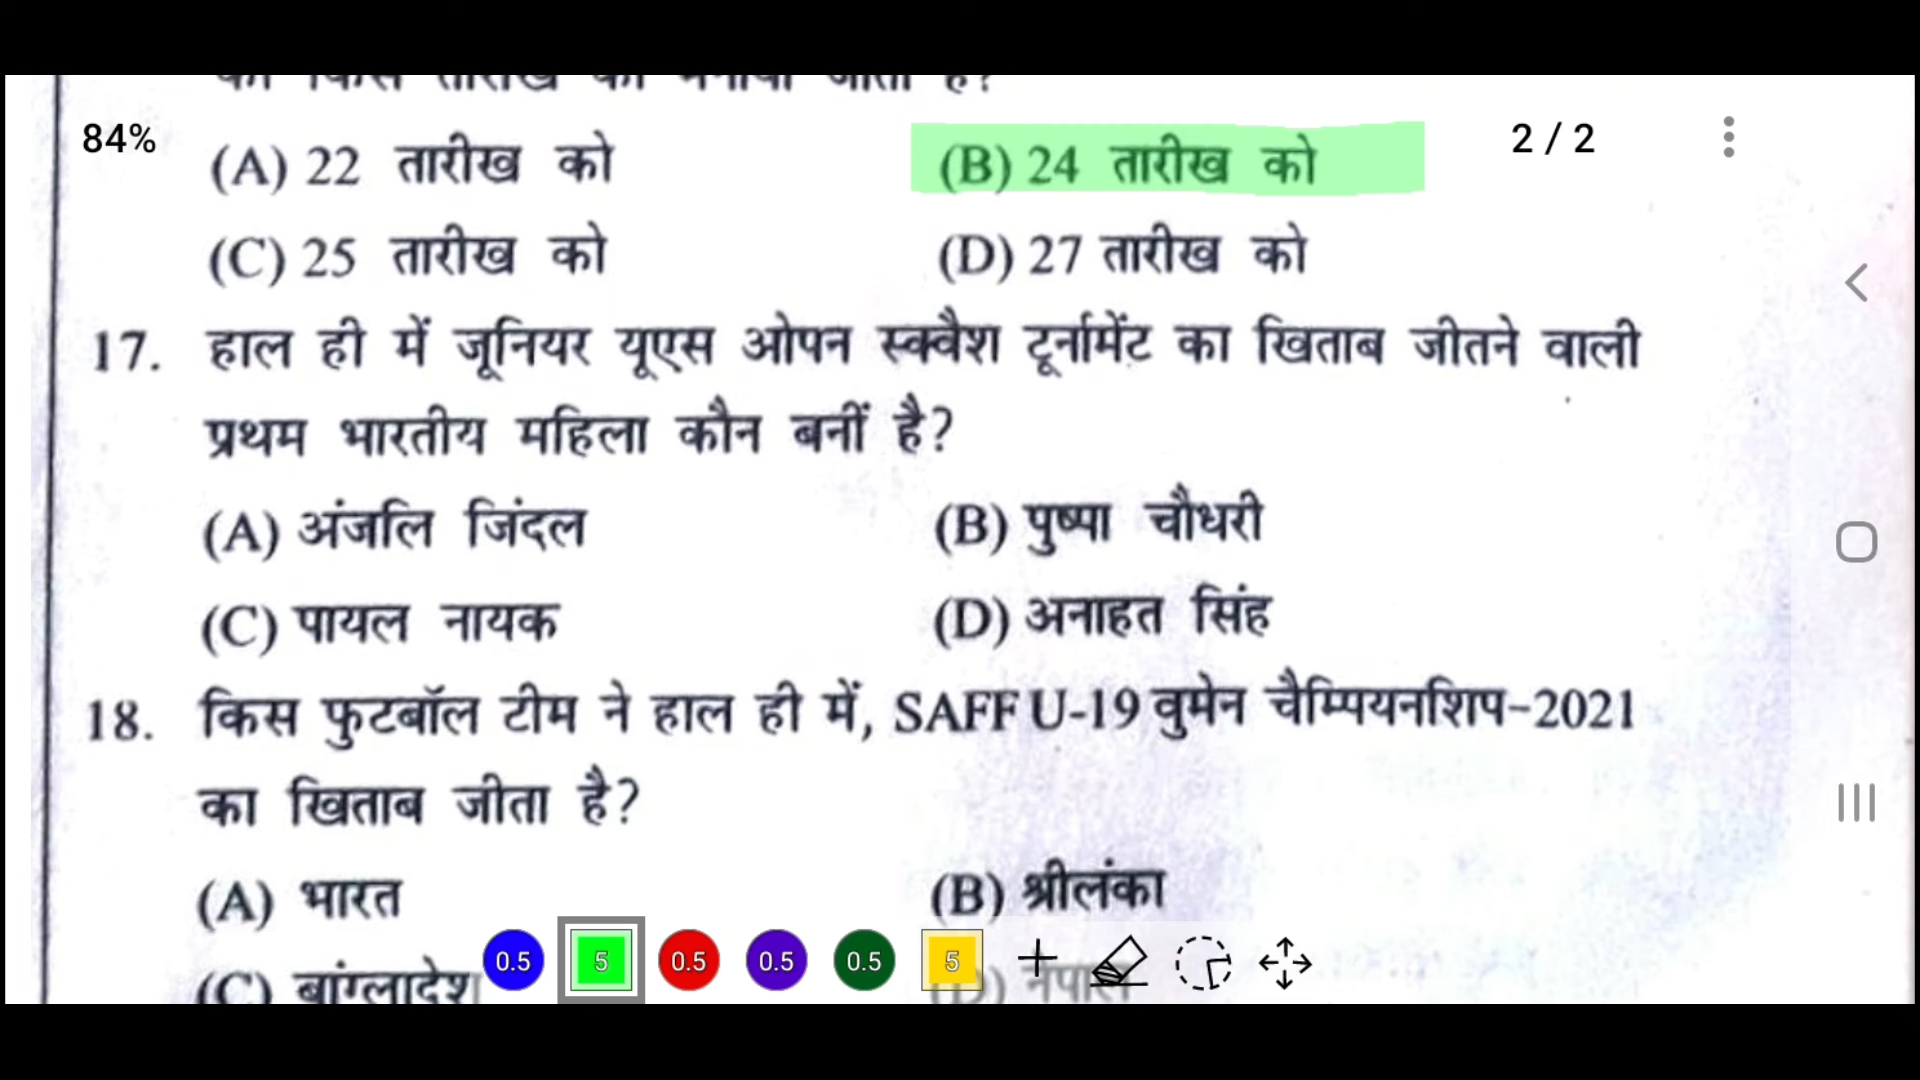 को किस तारीख को मनाया जाता है?
84%
2 / 2
(A) 22 तारीख को (B) 24 तारीख को
(C) 25 तारीख को (D) 27 तारीख को
17. हाल ही में जूनियर यूएस ओपन स्क्वैश टूर्नामेंट का खिताब जीतने वाली
प्रथम भारतीय महिला कौन बनीं है?
(A) अंजलि जिंदल (B) पुष्पा चौधरी
(C) पायल नायक (D) अनाहत सिंह
18. किस फुटबॉल टीम ने हाल ही में, SAFF U-19 वुमेन चैम्पियनशिप-2021
का खिताब जीता है?
(A) भारत (B) श्रीलंका
(C) बांग्लादेश (D) नेपाल
0.5 5 0.5 0.5 0.5 5